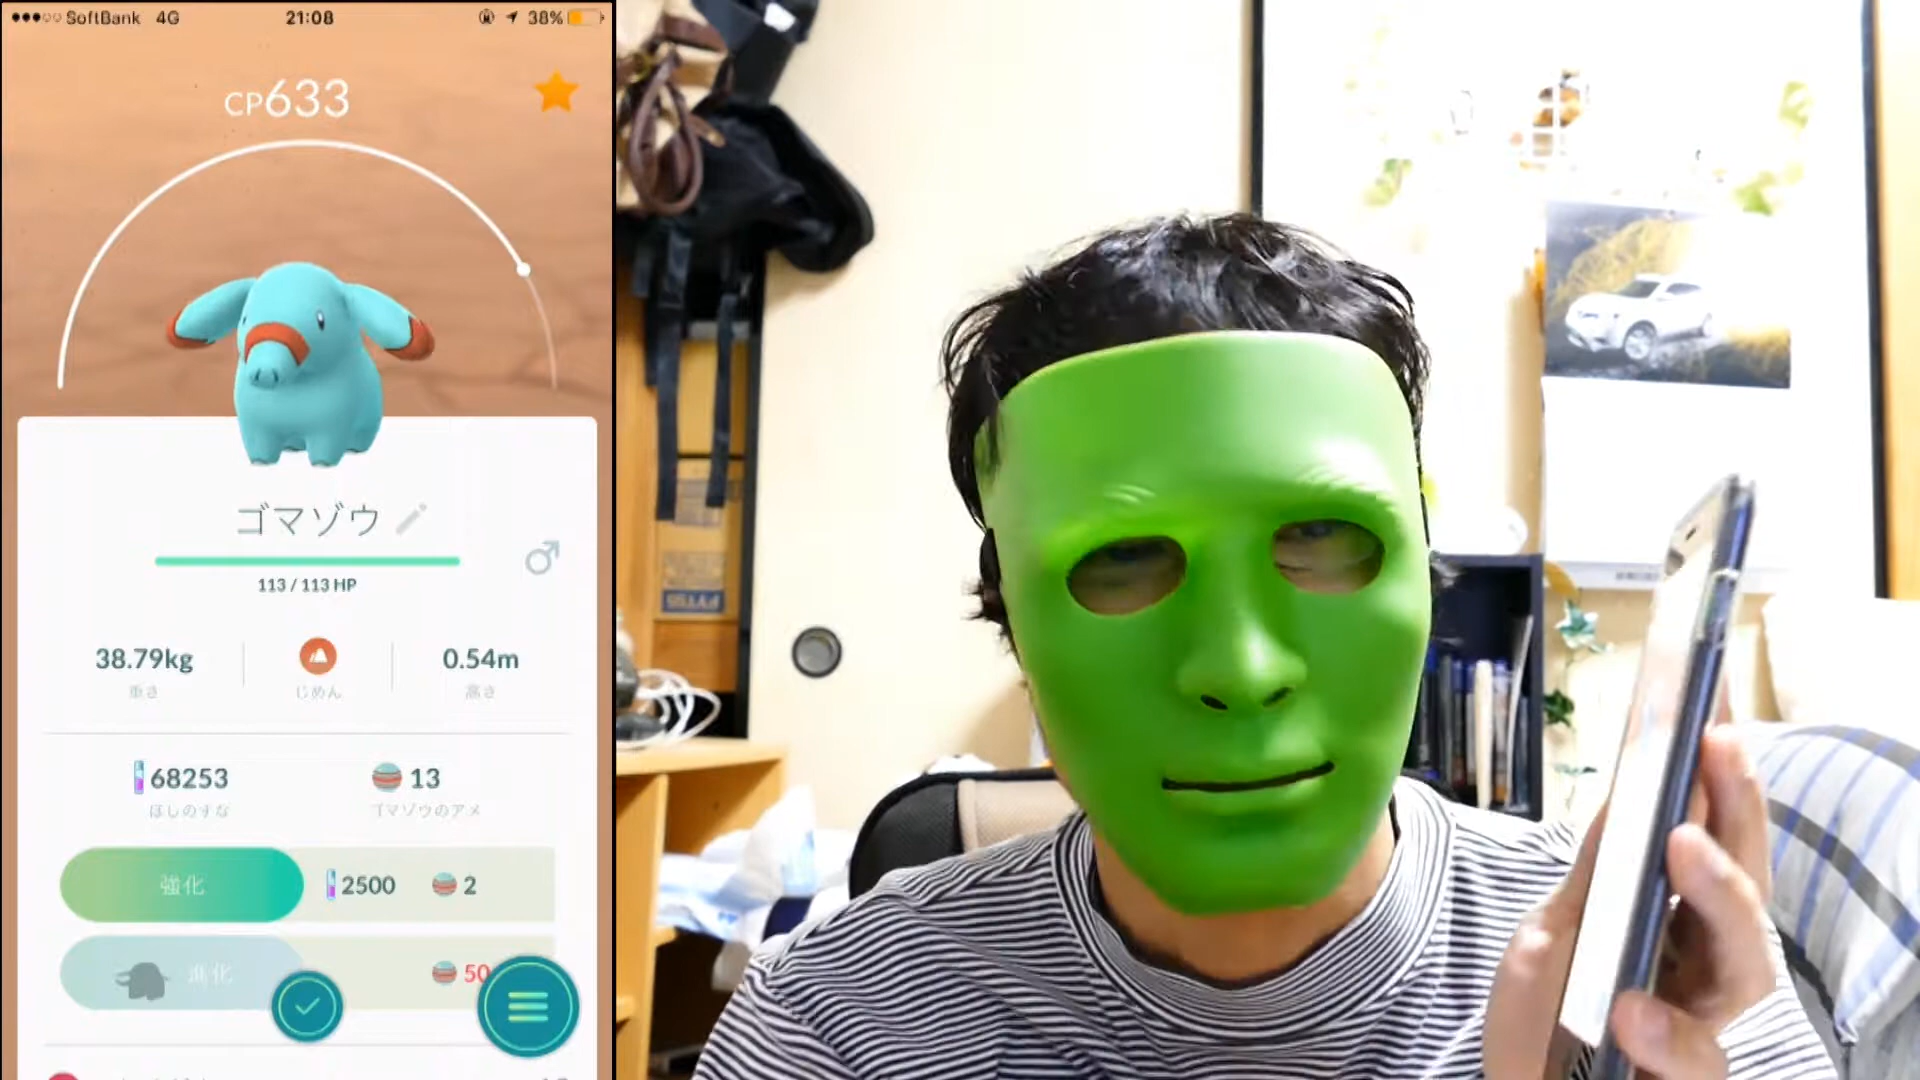 SoftBank 4G 21:08 38%
CP633
ゴマゾウ
113 / 113 HP
38.79kg 0.54m
重さ じめん 高さ
68253 13
ほしのすな ゴマゾウのアメ
強化 2500 2
進化 50